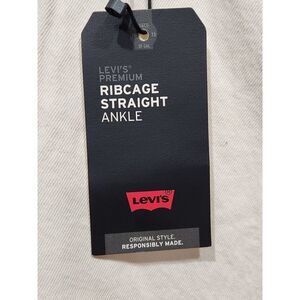 LEVI'S®
PREMIUM
RIBCAGE
STRAIGHT
ANKLE
LEVI'S
ORIGINAL STYLE.
RESPONSIBLY MADE.